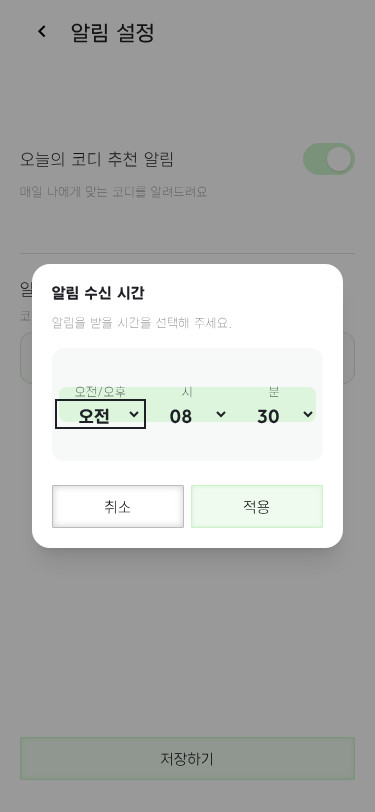 알림 설정
오늘의 코디 추천 알림
매일 나에게 맞는 코디를 알려드려요
알림 수신 시간
알림을 받을 시간을 선택해 주세요.
오전/오후 시 분
오전 08 30
취소 적용
저장하기